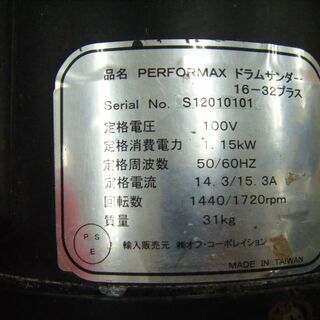 品名 PERFORMAX ドラムサンダー
16-32プラス
Serial No. S12010101
定格電圧 100V
定格消費電力 1.15kW
定格周波数 50/60HZ
定格電流 14.3/15.3A
回転数 1440/1720rpm
質量 31kg
P S
E
輸入販売元 ㈱オフ・コーポレイション
MADE IN TAIWAN